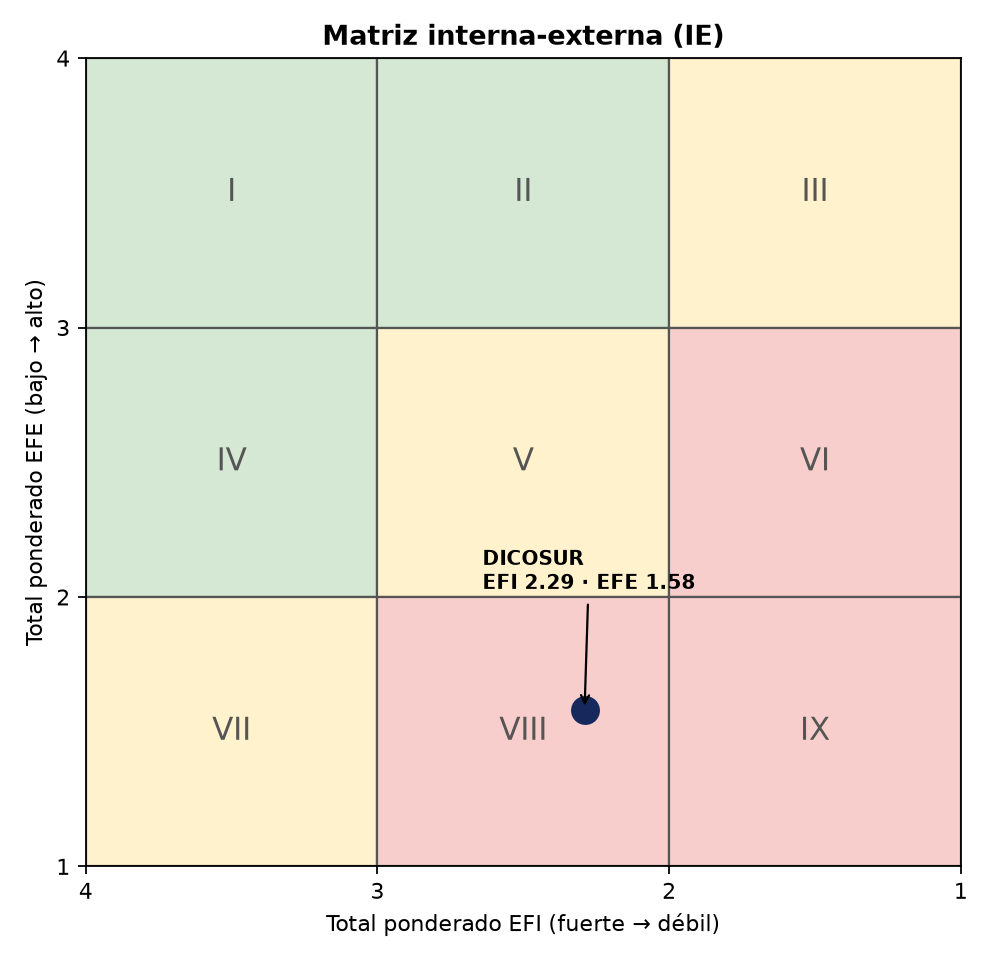 Matriz interna-externa (IE)
4
I
II
III
3
IV
V
VI
DICOSUR
EFI 2.29 · EFE 1.58
2
VII
VIII
IX
1
4
3
2
1
Total ponderado EFI (fuerte → débil)
Total ponderado EFE (bajo → alto)